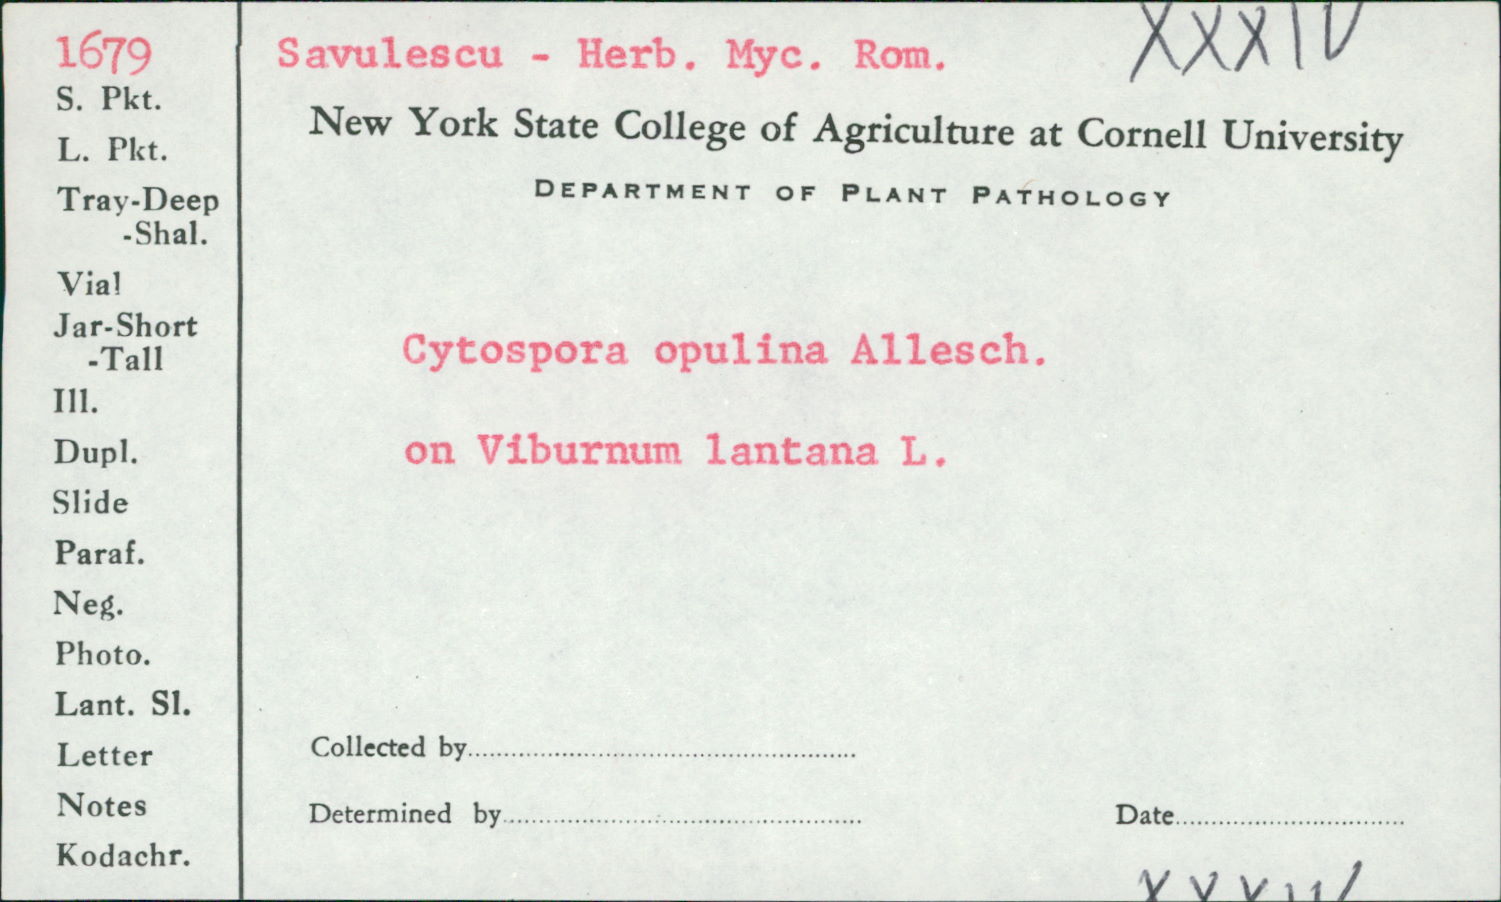 1679
S. Pkt.
L. Pkt.
Tray-Deep
-Shal.
Vial
Jar-Short
-Tall
Ill.
Dupl.
Slide
Paraf.
Neg.
Photo.
Lant. Sl.
Letter
Notes
Kodachr.
Savulescu - Herb. Myc. Rom.
XXXIV
New York State College of Agriculture at Cornell University
DEPARTMENT OF PLANT PATHOLOGY
Cytospora opulina Allesch.
on Viburnum lantana L.
Collected by
Determined by
Date
XXXIV